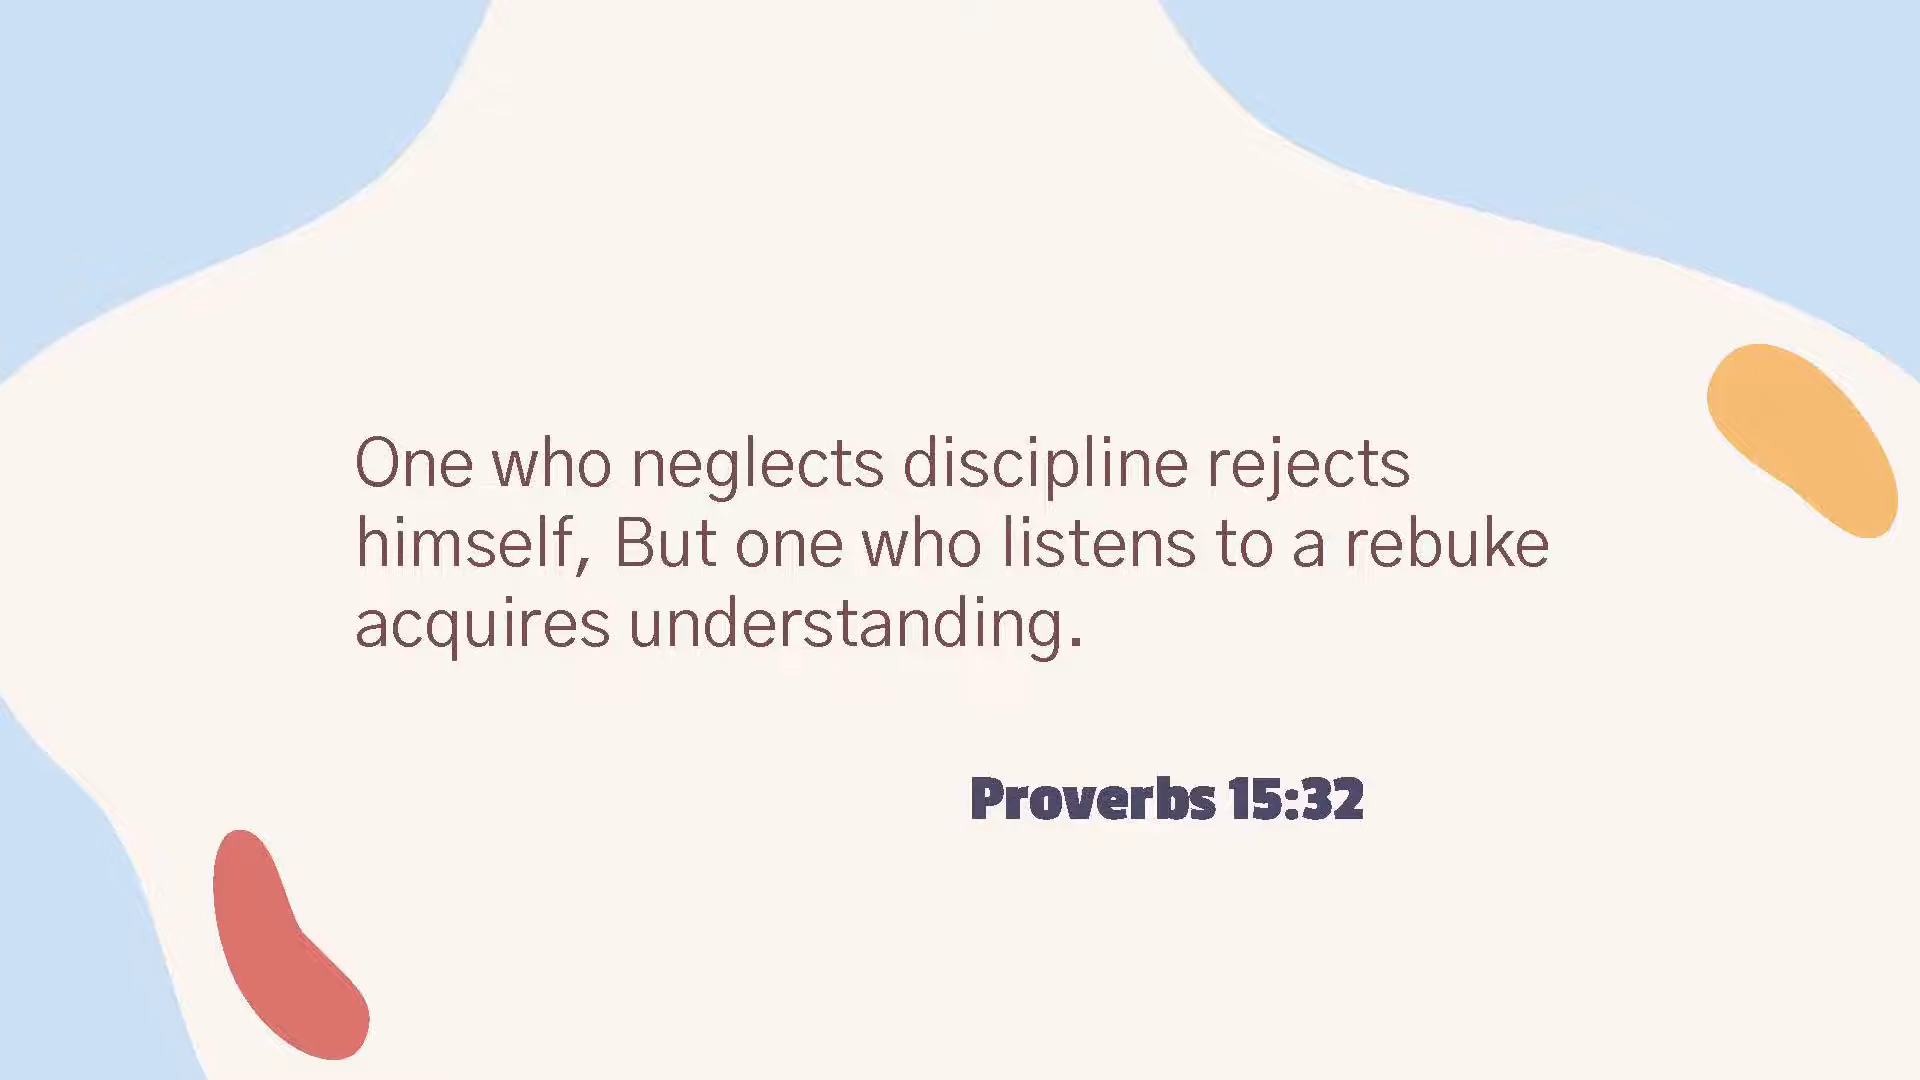 One who neglects discipline rejects
himself, But one who listens to a rebuke
acquires understanding.
Proverbs 15:32